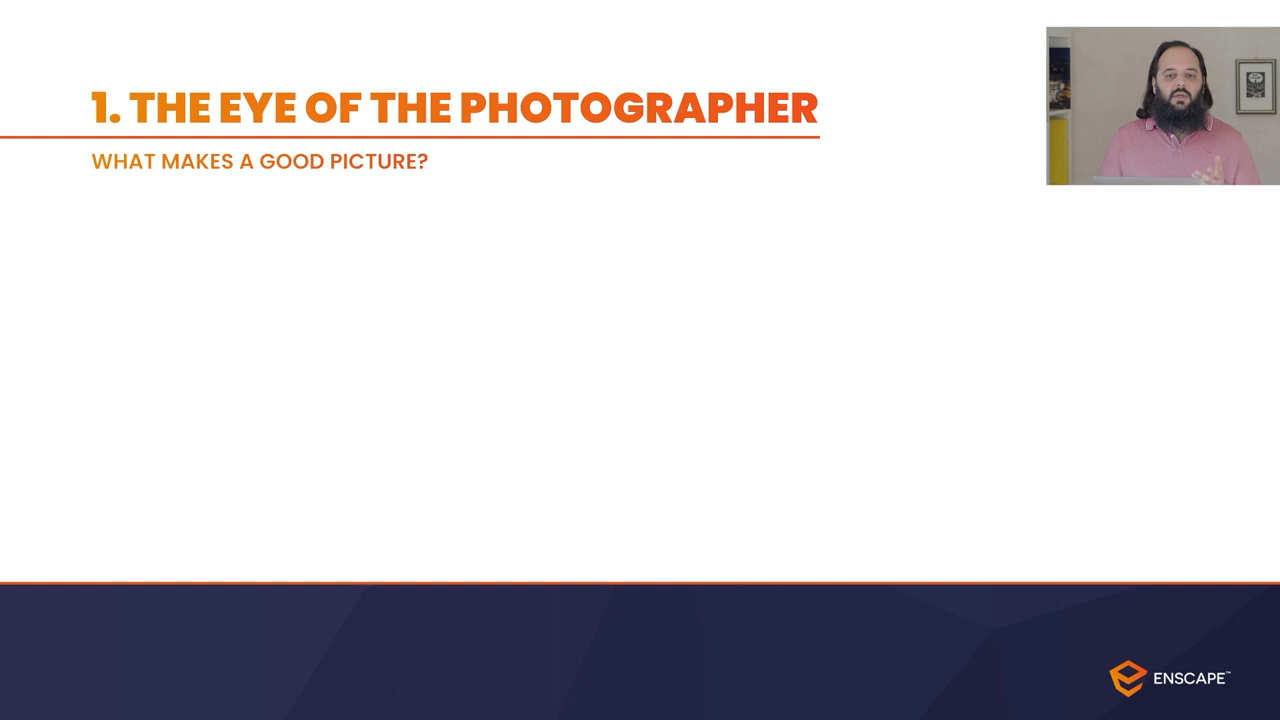 1. THE EYE OF THE PHOTOGRAPHER
WHAT MAKES A GOOD PICTURE?
ENSCAPE™